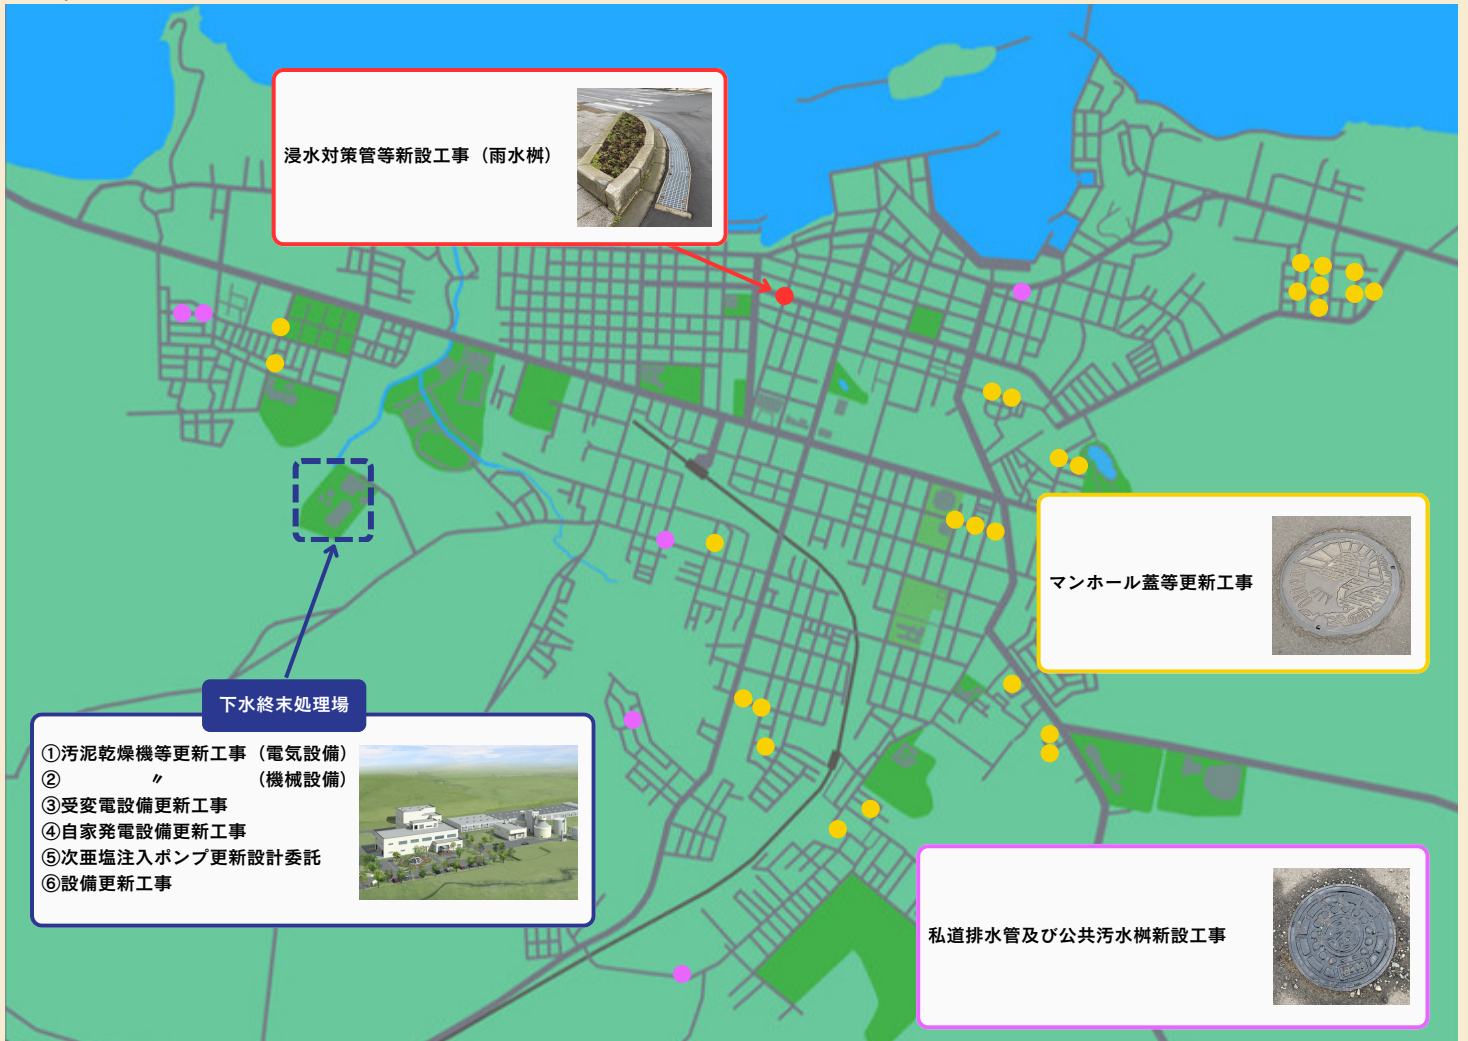 浸水対策管等新設工事（雨水桝）
マンホール蓋等更新工事
下水終末処理場
①汚泥乾燥機等更新工事（電気設備）
②　　　　　〃　　　　　（機械設備）
③受変電設備更新工事
④自家発電設備更新工事
⑤次亜塩注入ポンプ更新設計委託
⑥設備更新工事
私道排水管及び公共汚水桝新設工事